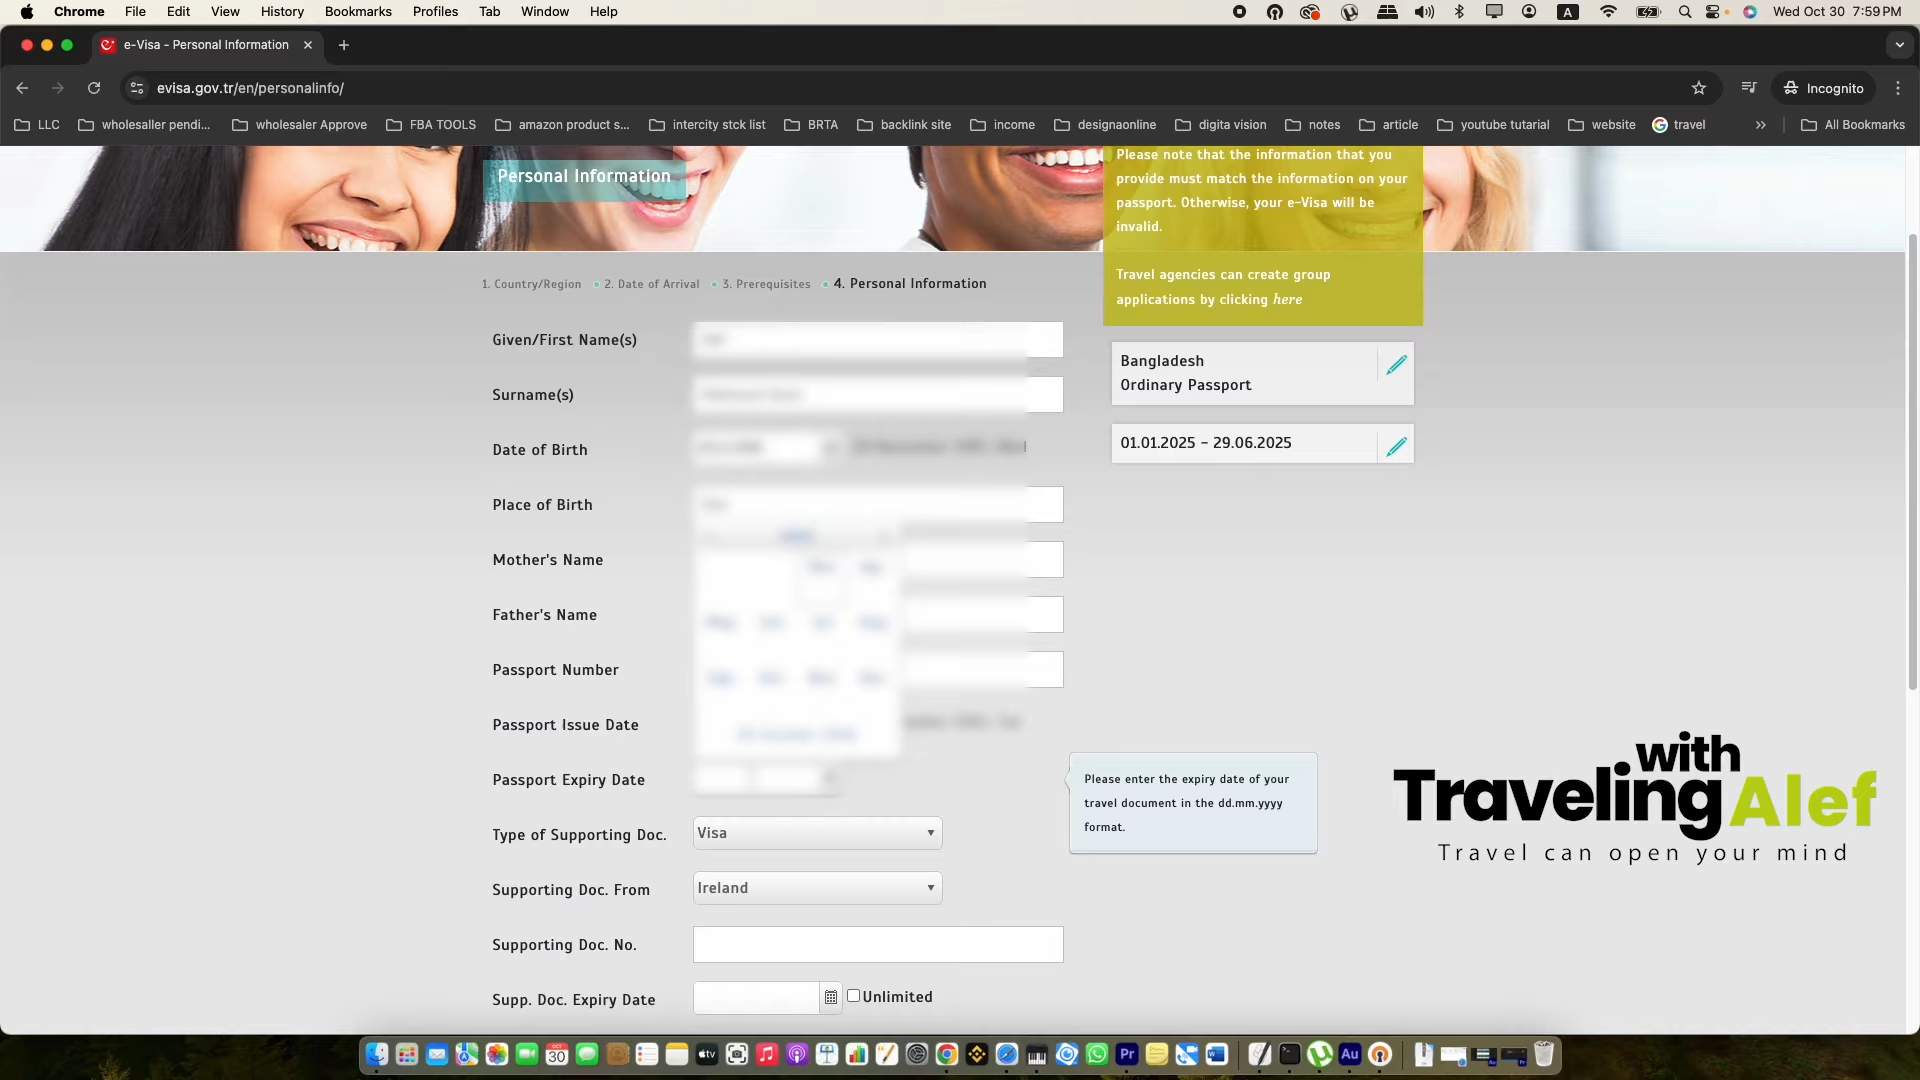 Chrome File Edit View History Bookmarks Profiles Tab Window Help
A
Wed Oct 30 7:59 PM
e-Visa - Personal Information
evisa.gov.tr/en/personalinfo/
Incognito
LLC
wholesaller pendi...
wholesaler Approve
FBA TOOLS
amazon product s...
intercity stck list
BRTA
backlink site
income
designaonline
digita vision
notes
article
youtube tutarial
website
travel
All Bookmarks
Personal Information
Please note that the information that you
provide must match the information on your
passport. Otherwise, your e-Visa will be
invalid.
Travel agencies can create group
applications by clicking here
1. Country/Region 2. Date of Arrival 3. Prerequisites 4. Personal Information
Given/First Name(s)
Surname(s)
Date of Birth
Place of Birth
Mother's Name
Father's Name
Passport Number
Passport Issue Date
Passport Expiry Date
Type of Supporting Doc. Visa
Supporting Doc. From Ireland
Supporting Doc. No.
Supp. Doc. Expiry Date Unlimited
Bangladesh
Ordinary Passport
01.01.2025 - 29.06.2025
Please enter the expiry date of your
travel document in the dd.mm.yyyy
format.
with
Traveling Alef
Travel can open your mind
OCT
30
tv
Pr
W
Au